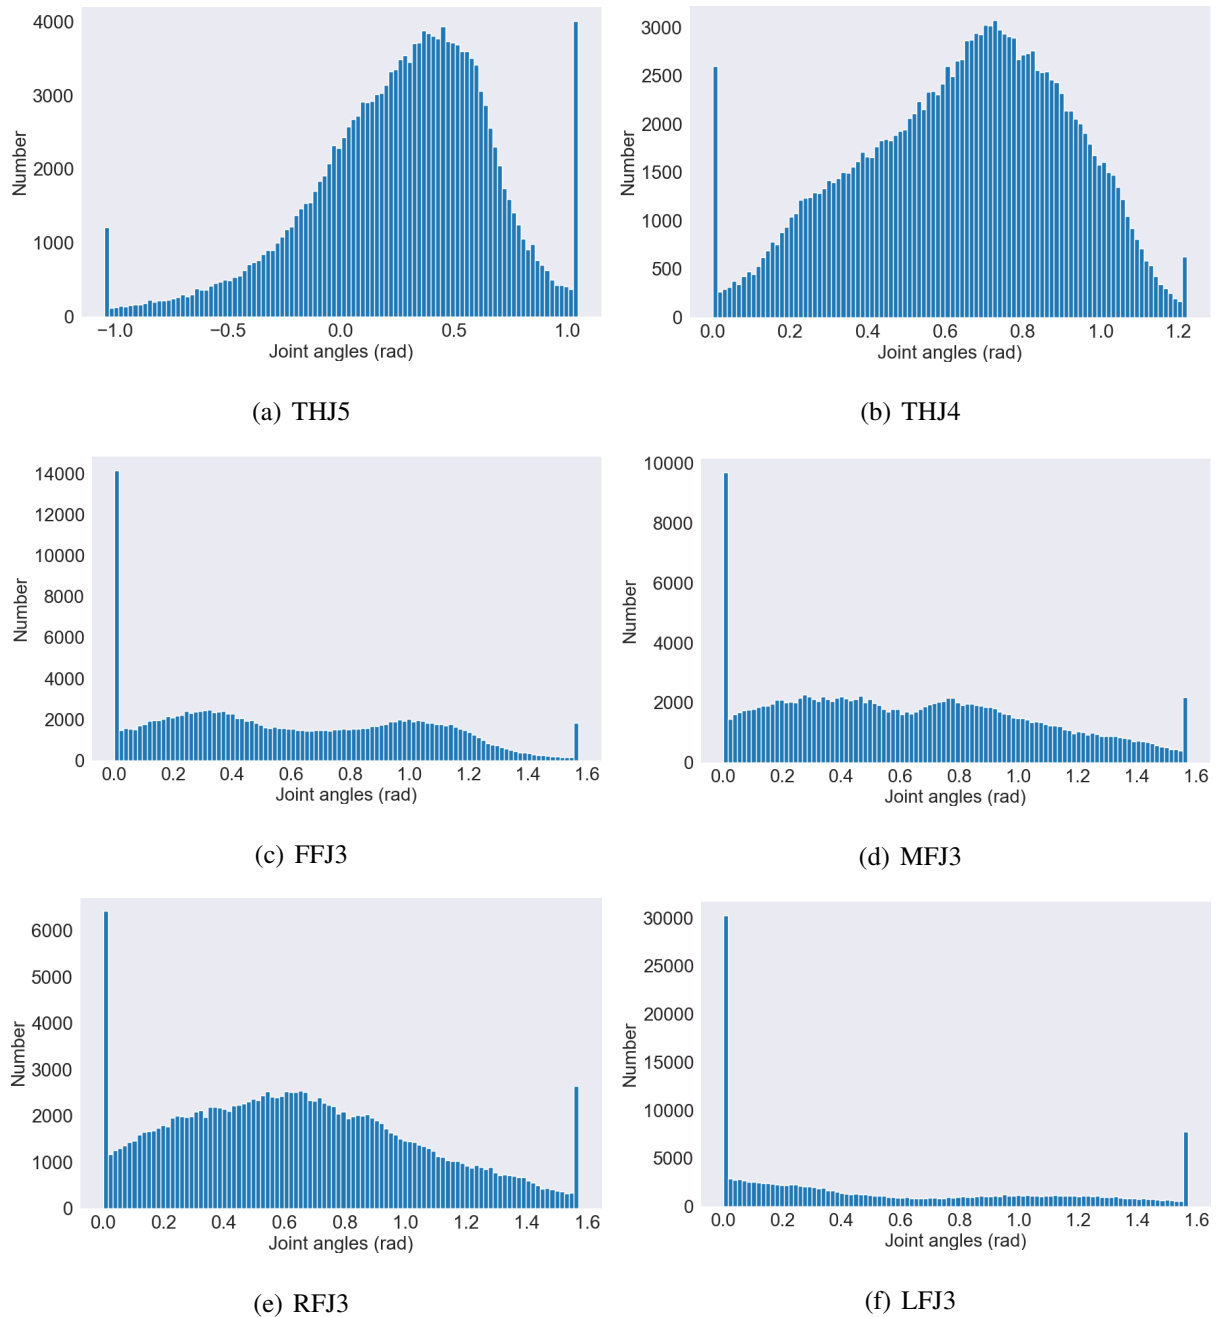 4000
3000
2000
1000
0
Number
−1.0 −0.5 0.0 0.5 1.0
Joint angles (rad)
(a) THJ5
3000
2500
2000
1500
1000
500
0
Number
0.0 0.2 0.4 0.6 0.8 1.0 1.2
Joint angles (rad)
(b) THJ4
14000
12000
10000
8000
6000
4000
2000
0
Number
0.0 0.2 0.4 0.6 0.8 1.0 1.2 1.4 1.6
Joint angles (rad)
(c) FFJ3
10000
8000
6000
4000
2000
0
Number
0.0 0.2 0.4 0.6 0.8 1.0 1.2 1.4 1.6
Joint angles (rad)
(d) MFJ3
6000
5000
4000
3000
2000
1000
0
Number
0.0 0.2 0.4 0.6 0.8 1.0 1.2 1.4 1.6
Joint angles (rad)
(e) RFJ3
30000
25000
20000
15000
10000
5000
0
Number
0.0 0.2 0.4 0.6 0.8 1.0 1.2 1.4 1.6
Joint angles (rad)
(f) LFJ3